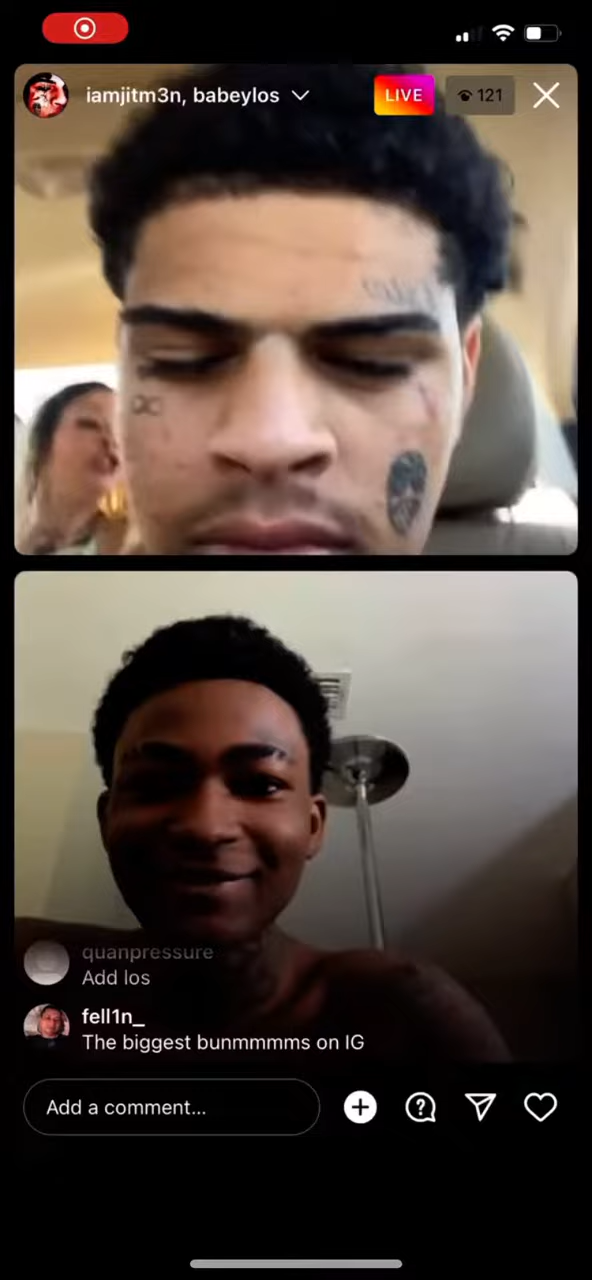 iamjitm3n, babeylos
LIVE
121
quanpressure
Add los
fell1n_
The biggest bunmmmms on IG
Add a comment...